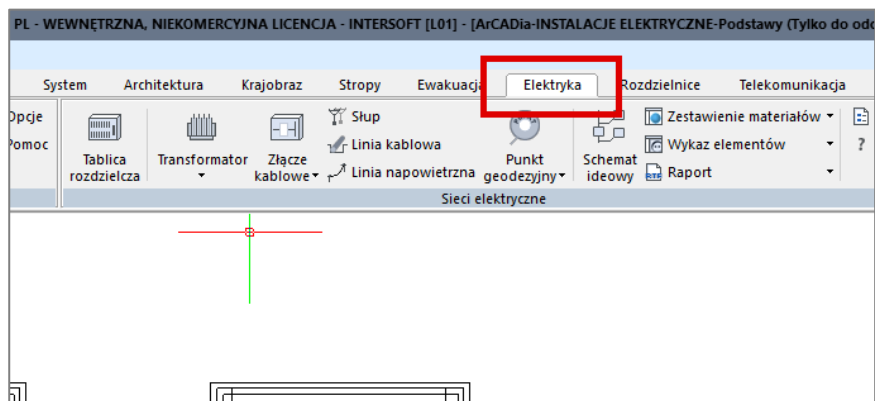 PL - WEWNĘTRZNA, NIEKOMERCYJNA LICENCJA - INTERSOFT [L01] - [ArCADia-INSTALACJE ELEKTRYCZNE-Podstawy (Tylko do odc
System Architektura Krajobraz Stropy Ewakuacja Elektryka Rozdzielnice Telekomunikacja
Opcje
Pomoc
Tablica
rozdzielcza
Transformator
Złącze
kablowe
Słup
Linia kablowa
Linia napowietrzna
Punkt
geodezyjny
Schemat
ideowy
Zestawienie materiałów
Wykaz elementów
RTF Raport
?
Sieci elektryczne